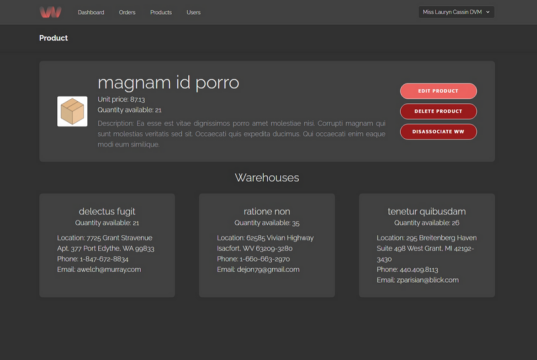 Dashboard Orders Products Users Miss Lauryn Cassin DVM
Product
magnam id porro
Unit price: 8713
Quantity available: 21
Description: Ea esse est vitae dignissimos porro amet molestiae nisi. Corrupti magnam qui
sunt molestias veritatis sed sit. Occaecati quis expedita ducimus. Qui occaecati enim eaque
modi eum similique.
EDIT PRODUCT
DELETE PRODUCT
DISASSOCIATE WW
Warehouses
delectus fugit
Quantity available: 21
Location: 7725 Grant Stravenue
Apt. 377 Port Edythe, WA 99833
Phone: 1-847-672-8834
Email: awelch@murray.com
ratione non
Quantity available: 35
Location: 62585 Vivian Highway
Isacfort, WV 63209-3280
Phone: 1-660-663-2970
Email: dejon79@gmail.com
tenetur quibusdam
Quantity available: 26
Location: 295 Breitenberg Haven
Suite 498 West Grant, MI 42192-
3430
Phone: 440.409.8113
Email: zparisian@blick.com